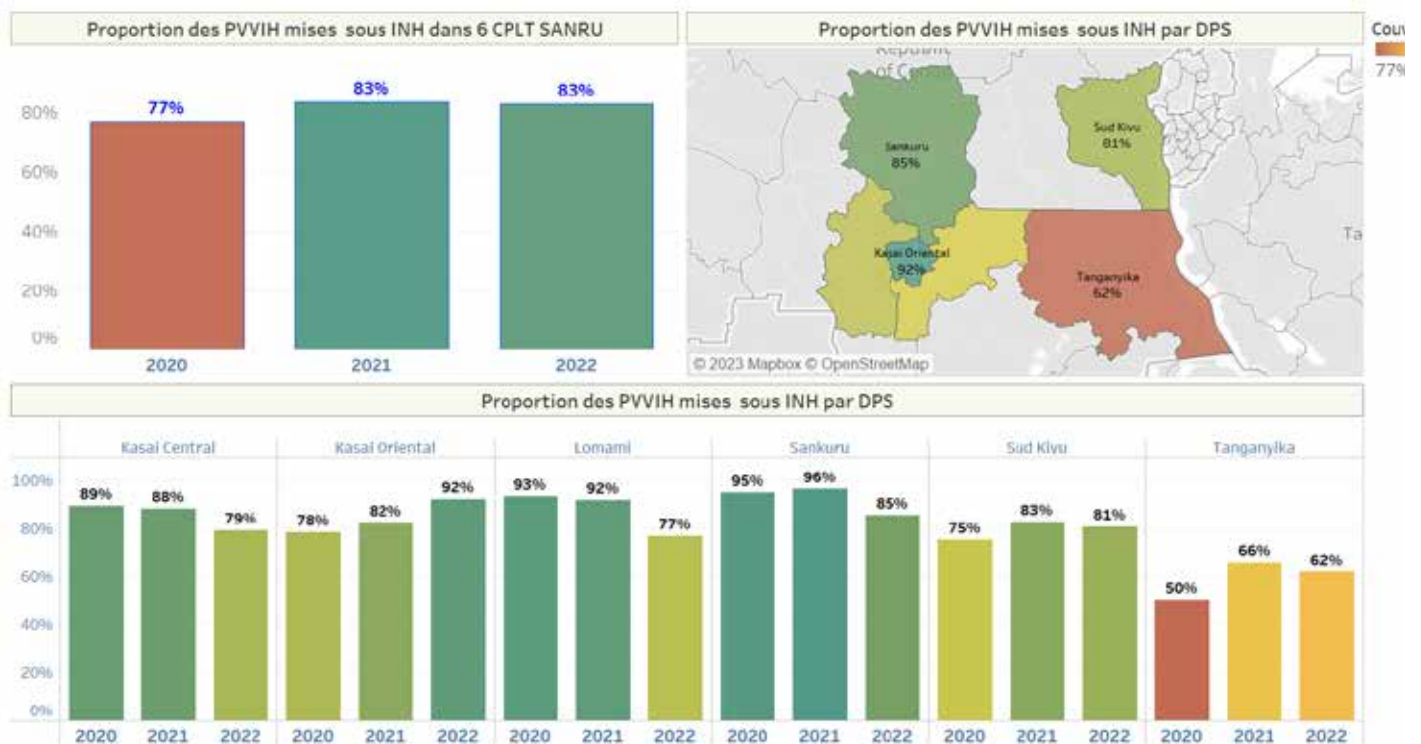 Proportion des PVVIH mises sous INH dans 6 CPLT SANRU
80%
60%
40%
20%
0%
77%
83%
83%
2020
2021
2022
Proportion des PVVIH mises sous INH par DPS
Republic
of
Sankuru
85%
Sud Kivu
81%
Kasai Oriental
92%
Tanganyika
62%
Ta
© 2023 Mapbox © OpenStreetMap
Couv
77%
Proportion des PVVIH mises sous INH par DPS
Kasai Central
Kasai Oriental
Lomami
Sankuru
Sud Kivu
Tanganyika
100%
80%
60%
40%
20%
0%
89% 88% 79%
78% 82% 92%
93% 92% 77%
95% 96% 85%
75% 83% 81%
50% 66% 62%
2020 2021 2022 2020 2021 2022 2020 2021 2022 2020 2021 2022 2020 2021 2022 2020 2021 2022